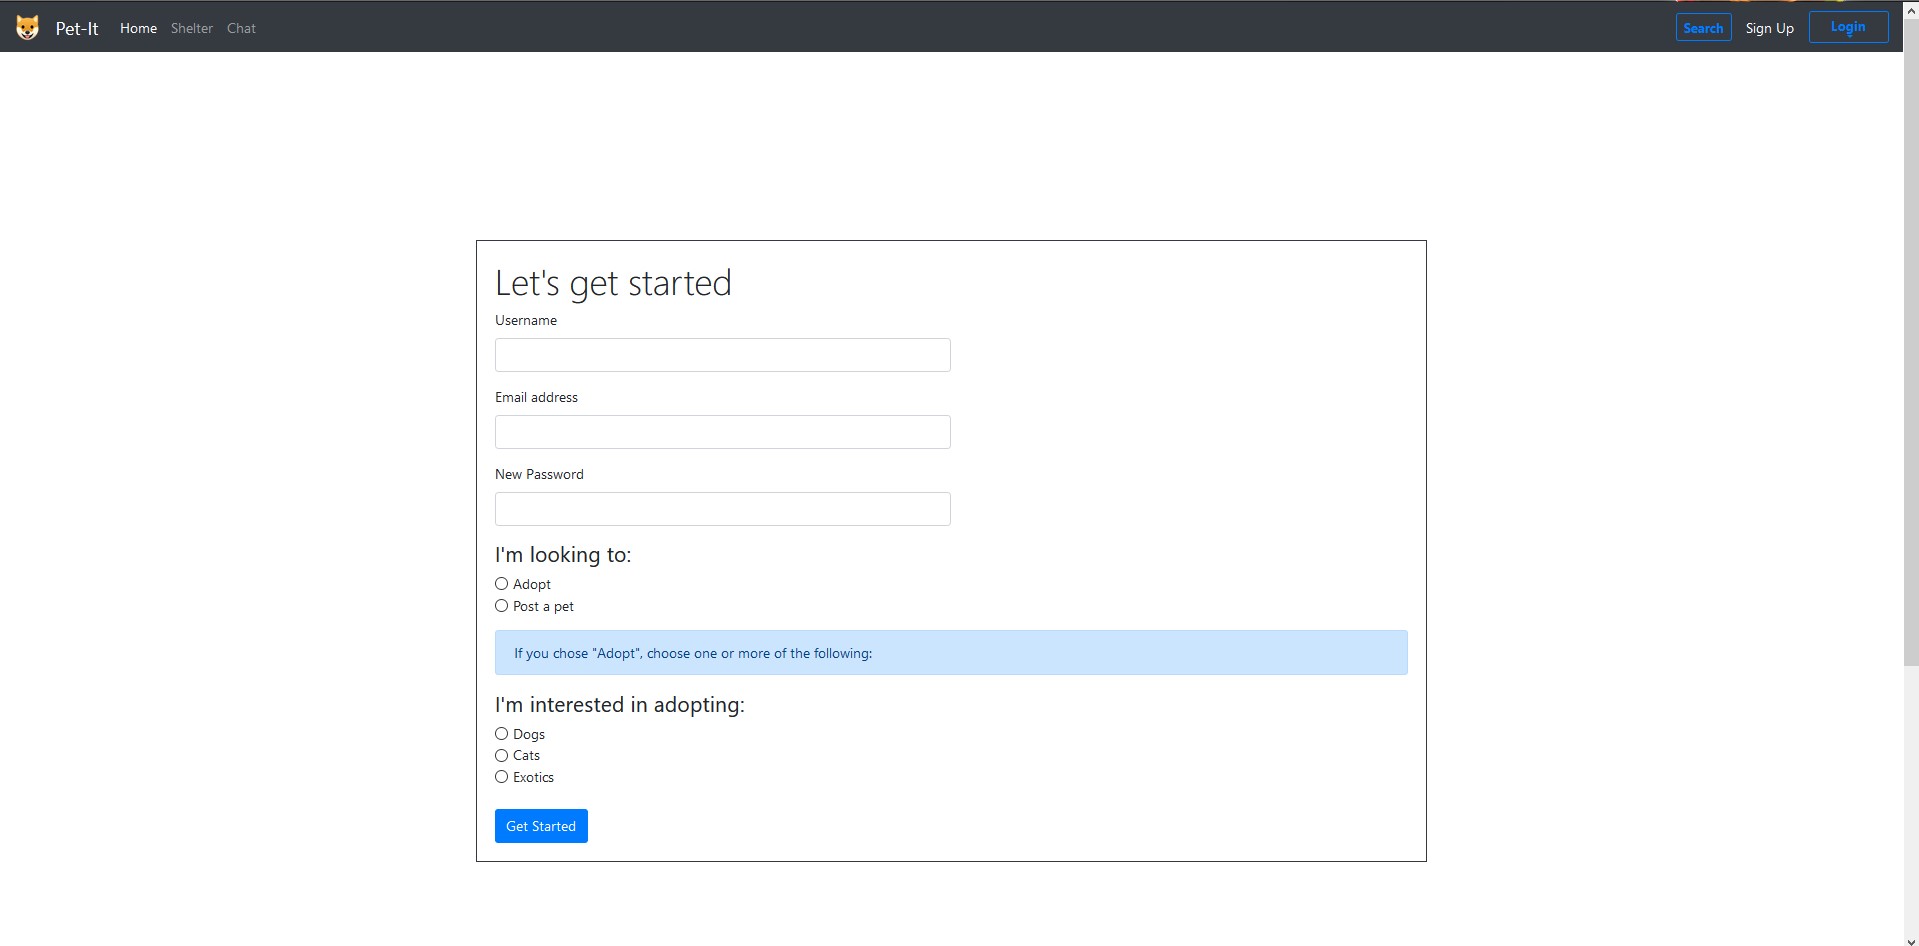 Pet-It Home Shelter Chat Search Sign Up Login
Let's get started
Username
Email address
New Password
I'm looking to:
Adopt
Post a pet
If you chose "Adopt", choose one or more of the following:
I'm interested in adopting:
Dogs
Cats
Exotics
Get Started